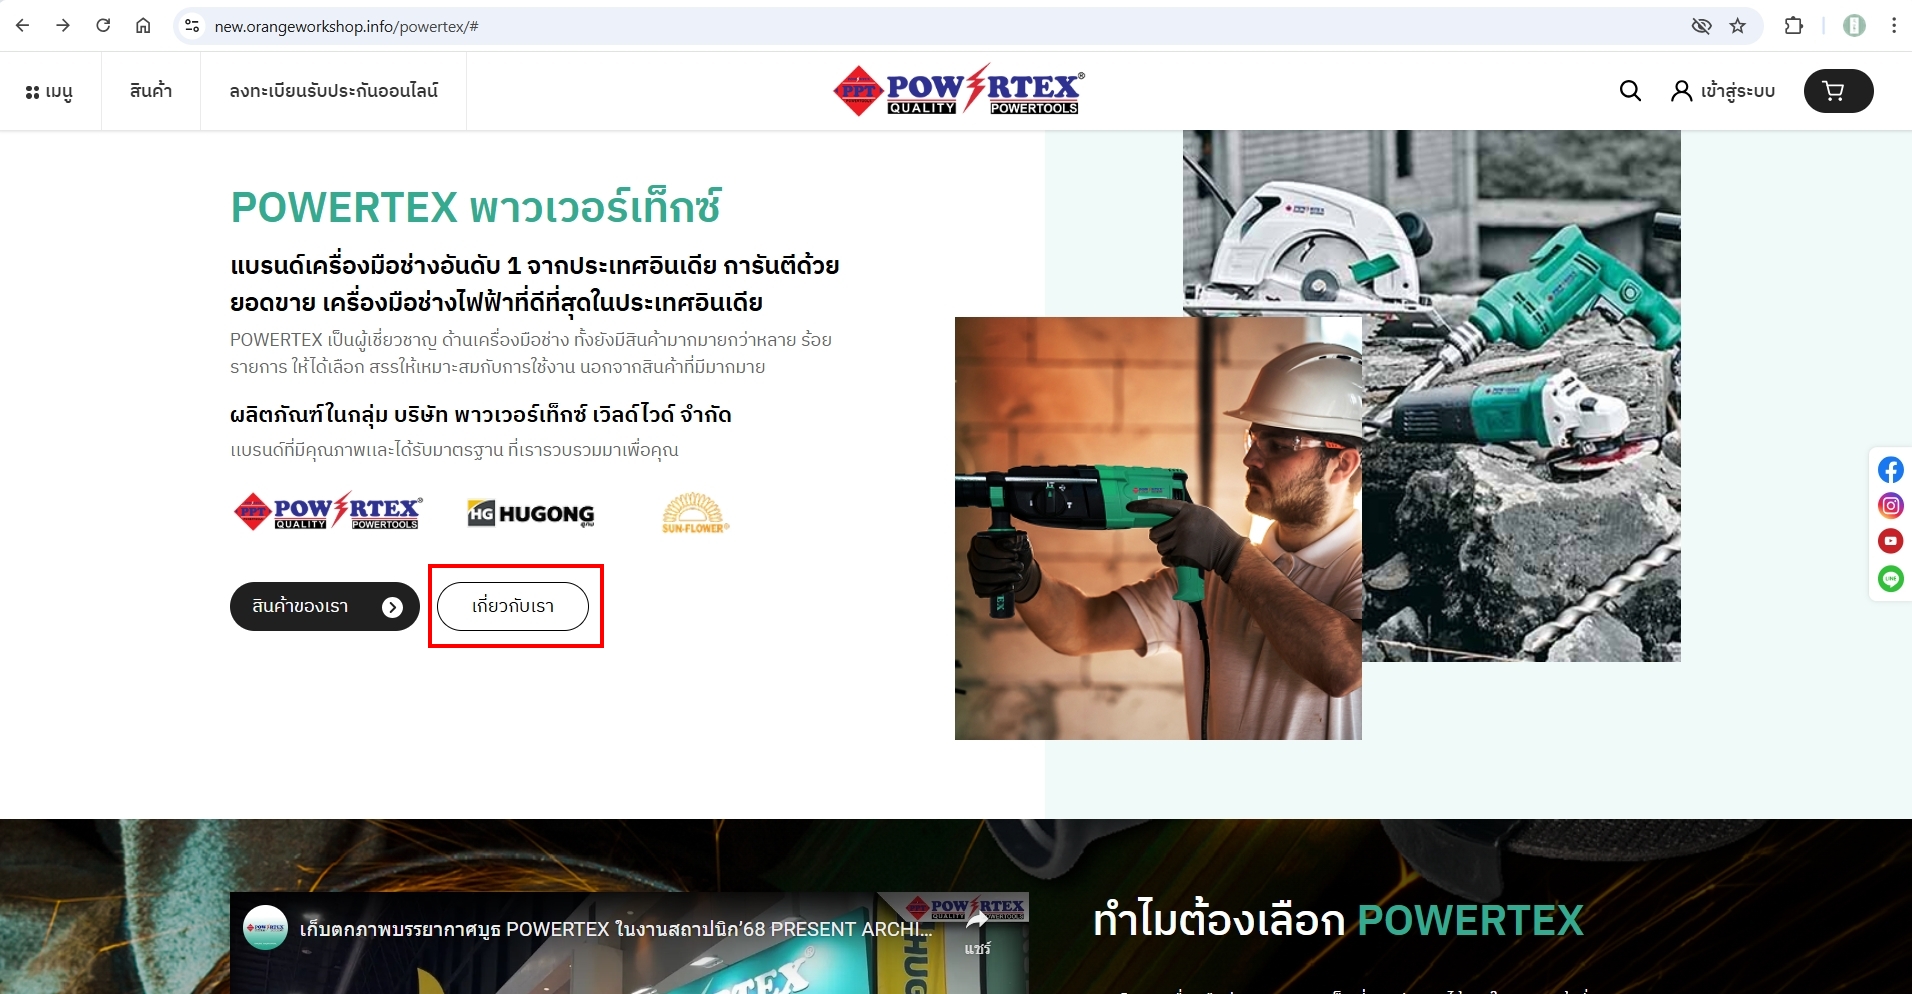 new.orangeworkshop.info/powertex/#
เมนู
สินค้า
ลงทะเบียนรับประกันออนไลน์
PPT POWERTEX®
QUALITY POWERTOOLS
เข้าสู่ระบบ
POWERTEX พาวเวอร์เท็กซ์
แบรนด์เครื่องมือช่างอันดับ 1 จากประเทศอินเดีย การันตีด้วย
ยอดขาย เครื่องมือช่างไฟฟ้าที่ดีที่สุดในประเทศอินเดีย
POWERTEX เป็นผู้เชี่ยวชาญ ด้านเครื่องมือช่าง ทั้งยังมีสินค้ามากมายกว่าหลาย ร้อย
รายการ ให้ได้เลือก สรรให้เหมาะสมกับการใช้งาน นอกจากสินค้าที่มีมากมาย
ผลิตภัณฑ์ในกลุ่ม บริษัท พาวเวอร์เท็กซ์ เวิลด์ไวด์ จำกัด
แบรนด์ที่มีคุณภาพและได้รับมาตรฐาน ที่เรารวบรวมมาเพื่อคุณ
PPT POWERTEX®
QUALITY POWERTOOLS
HG HUGONG
SUN-FLOWER®
สินค้าของเรา
เกี่ยวกับเรา
เก็บตกภาพบรรยากาศบูธ POWERTEX ในงานสถาปนิก’68 PRESENT ARCHI...
POWERTEX
QUALITY POWERTOOLS
แชร์
ทำไมต้องเลือก POWERTEX